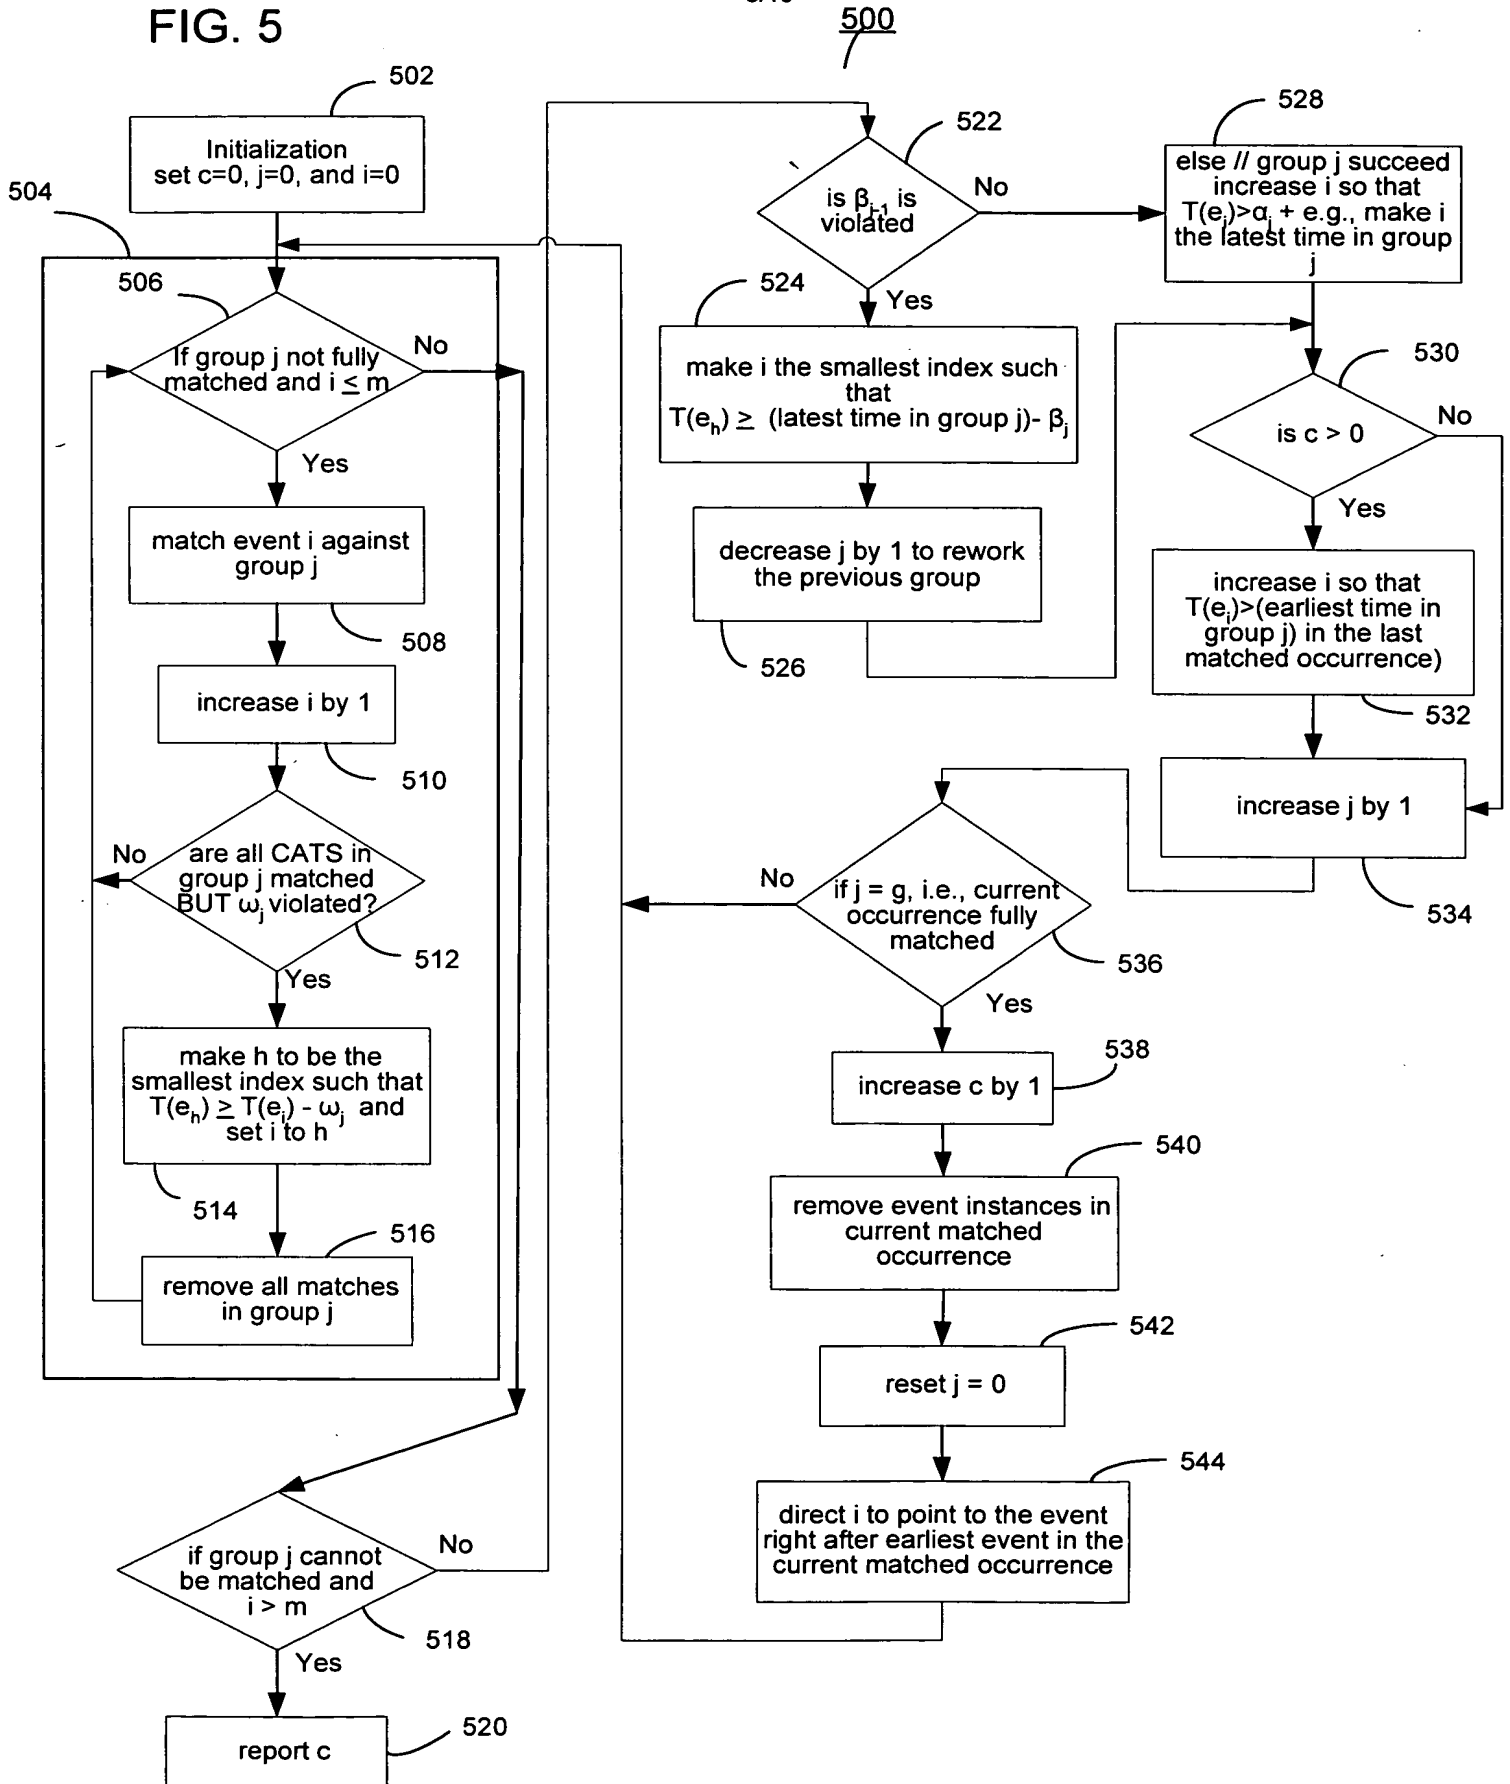 FIG. 5
500
502
Initialization
set c=0, j=0, and i=0
504
506
If group j not fully
matched and i ≤ m
No
Yes
match event i against
group j
508
increase i by 1
510
are all CATS in
group j matched
BUT ωj violated?
No
512
Yes
make h to be the
smallest index such that
T(eh) ≥ T(ei) - ωj and
set i to h
514
516
remove all matches
in group j
if group j cannot
be matched and
i > m
No
518
Yes
520
report c
522
is βj-1 is
violated
No
Yes
524
make i the smallest index such
that
T(eh) ≥ (latest time in group j)- βj
decrease j by 1 to rework
the previous group
526
528
else // group j succeed
increase i so that
T(ei)>αj + e.g., make i
the latest time in group
j
530
is c > 0
No
Yes
increase i so that
T(ei)>(earliest time in
group j) in the last
matched occurrence)
532
increase j by 1
534
if j = g, i.e., current
occurrence fully
matched
No
536
Yes
538
increase c by 1
540
remove event instances in
current matched
occurrence
542
reset j = 0
544
direct i to point to the event
right after earliest event in the
current matched occurrence